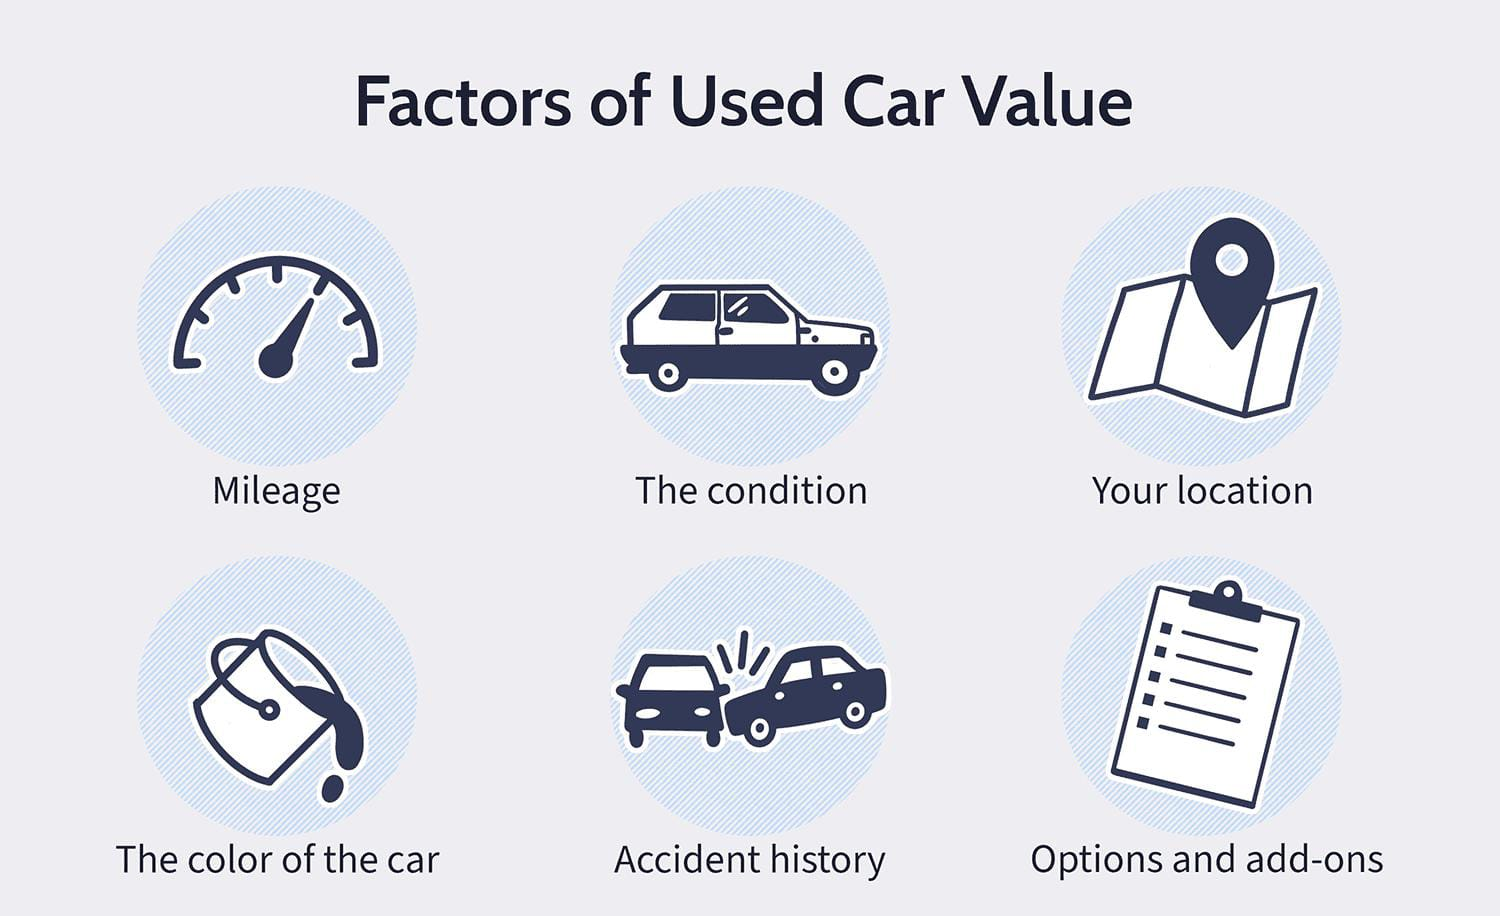 Factors of Used Car Value
Mileage
The condition
Your location
The color of the car
Accident history
Options and add-ons